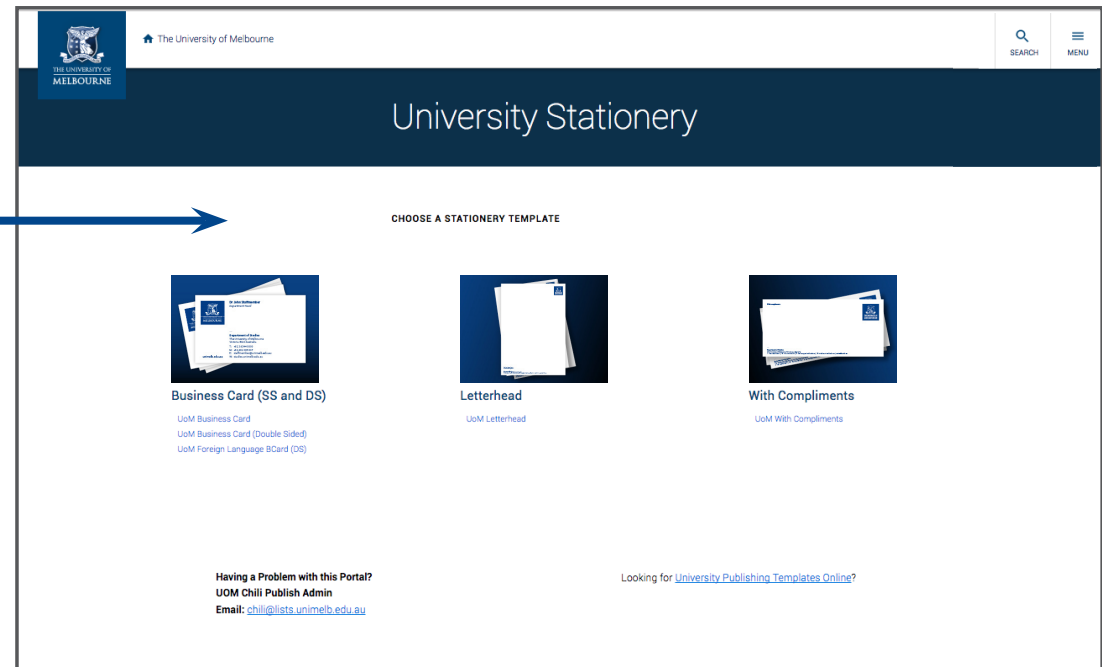 THE UNIVERSITY OF
MELBOURNE
The University of Melbourne
SEARCH
MENU
University Stationery
CHOOSE A STATIONERY TEMPLATE
Business Card (SS and DS)
UoM Business Card
UoM Business Card (Double Sided)
UoM Foreign Language BCard (DS)
Letterhead
UoM Letterhead
With Compliments
UoM With Compliments
Having a Problem with this Portal?
UOM Chili Publish Admin
Email: chili@lists.unimelb.edu.au
Looking for University Publishing Templates Online?